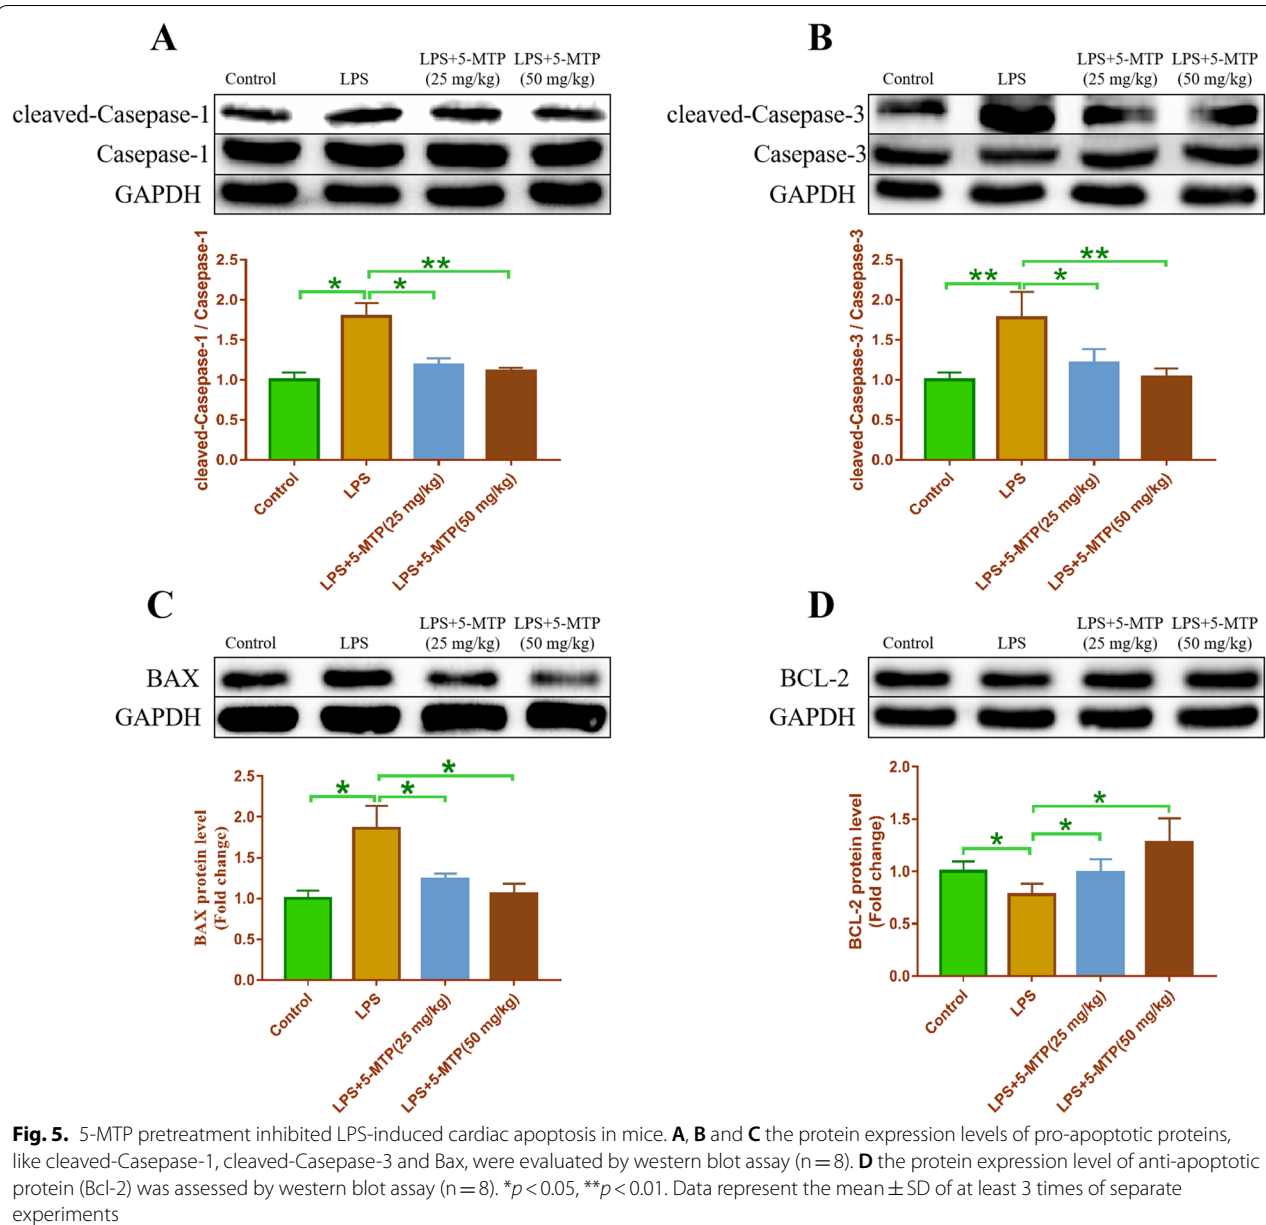 A
Control LPS LPS+5-MTP (25 mg/kg) LPS+5-MTP (50 mg/kg)
cleaved-Casepase-1
Casepase-1
GAPDH
cleaved-Casepase-1 / Casepase-1
2.5
2.0
1.5
1.0
0.5
0.0
* * **
Control LPS LPS+5-MTP(25 mg/kg) LPS+5-MTP(50 mg/kg)
B
Control LPS LPS+5-MTP (25 mg/kg) LPS+5-MTP (50 mg/kg)
cleaved-Casepase-3
Casepase-3
GAPDH
cleaved-Casepase-3 / Casepase-3
2.5
2.0
1.5
1.0
0.5
0.0
** * **
Control LPS LPS+5-MTP(25 mg/kg) LPS+5-MTP(50 mg/kg)
C
Control LPS LPS+5-MTP (25 mg/kg) LPS+5-MTP (50 mg/kg)
BAX
GAPDH
BAX protein level
(Fold change)
2.5
2.0
1.5
1.0
0.5
0.0
* * *
Control LPS LPS+5-MTP(25 mg/kg) LPS+5-MTP(50 mg/kg)
D
Control LPS LPS+5-MTP (25 mg/kg) LPS+5-MTP (50 mg/kg)
BCL-2
GAPDH
BCL-2 protein level
(Fold change)
2.0
1.5
1.0
0.5
0.0
* * *
Control LPS LPS+5-MTP(25 mg/kg) LPS+5-MTP(50 mg/kg)
Fig. 5. 5-MTP pretreatment inhibited LPS-induced cardiac apoptosis in mice. A, B and C the protein expression levels of pro-apoptotic proteins,
like cleaved-Casepase-1, cleaved-Casepase-3 and Bax, were evaluated by western blot assay (n = 8). D the protein expression level of anti-apoptotic
protein (Bcl-2) was assessed by western blot assay (n = 8). *p < 0.05, **p < 0.01. Data represent the mean ± SD of at least 3 times of separate
experiments